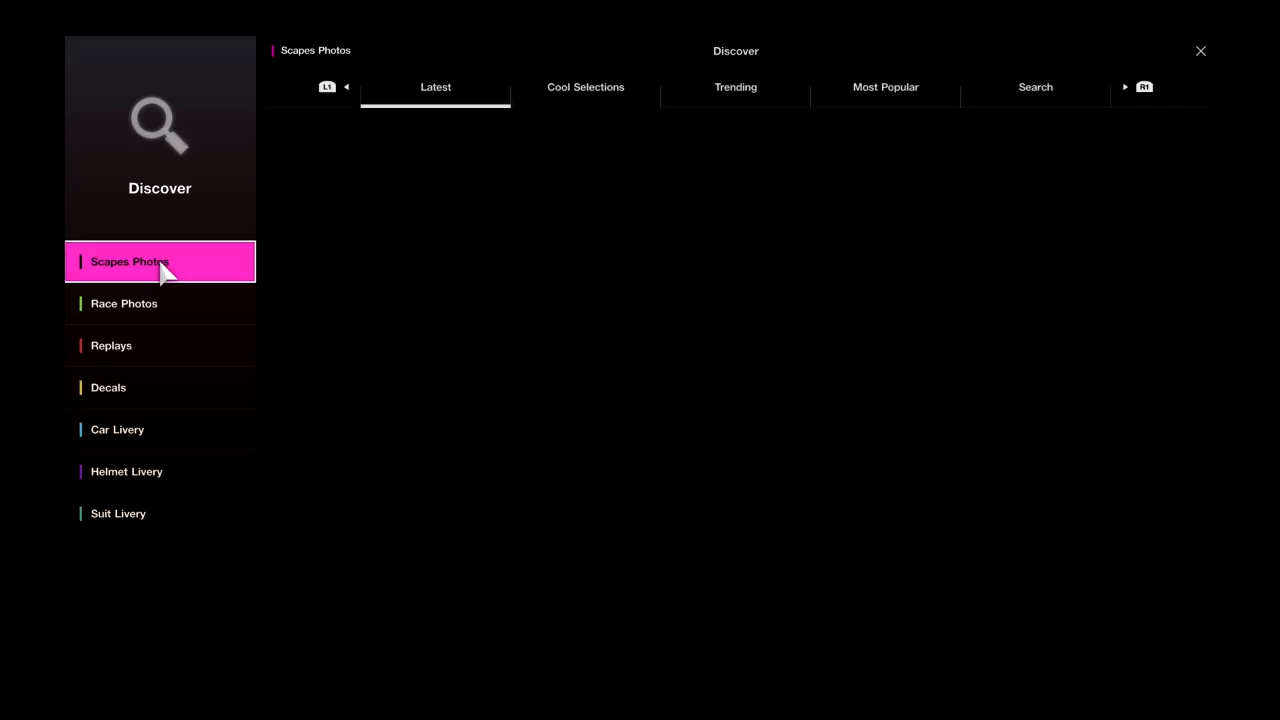 Scapes Photos
Discover
L1
Latest
Cool Selections
Trending
Most Popular
Search
R1
Discover
Scapes Photos
Race Photos
Replays
Decals
Car Livery
Helmet Livery
Suit Livery